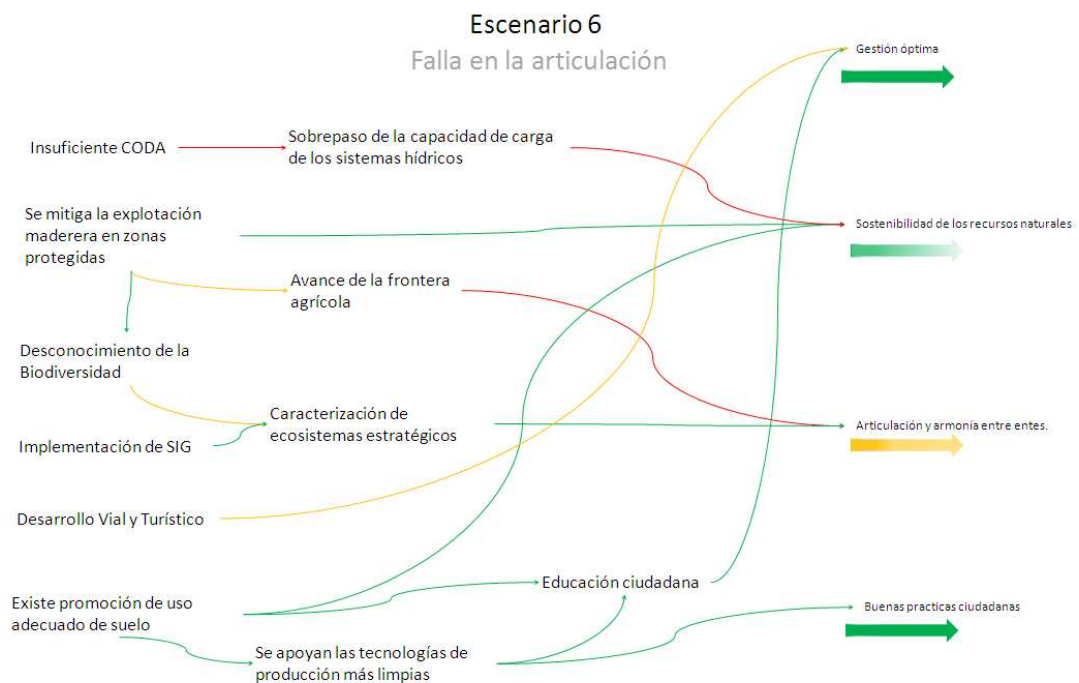 Escenario 6
Falla en la articulación
Gestión óptima
Insuficiente CODA
Sobrepaso de la capacidad de carga
de los sistemas hídricos
Se mitiga la explotación
maderera en zonas
protegidas
Sostenibilidad de los recursos naturales
Avance de la frontera
agrícola
Desconocimiento de la
Biodiversidad
Caracterización de
ecosistemas estratégicos
Implementación de SIG
Articulación y armonía entre entes.
Desarrollo Vial y Turístico
Educación ciudadana
Existe promoción de uso
adecuado de suelo
Buenas practicas ciudadanas
Se apoyan las tecnologías de
producción más limpias